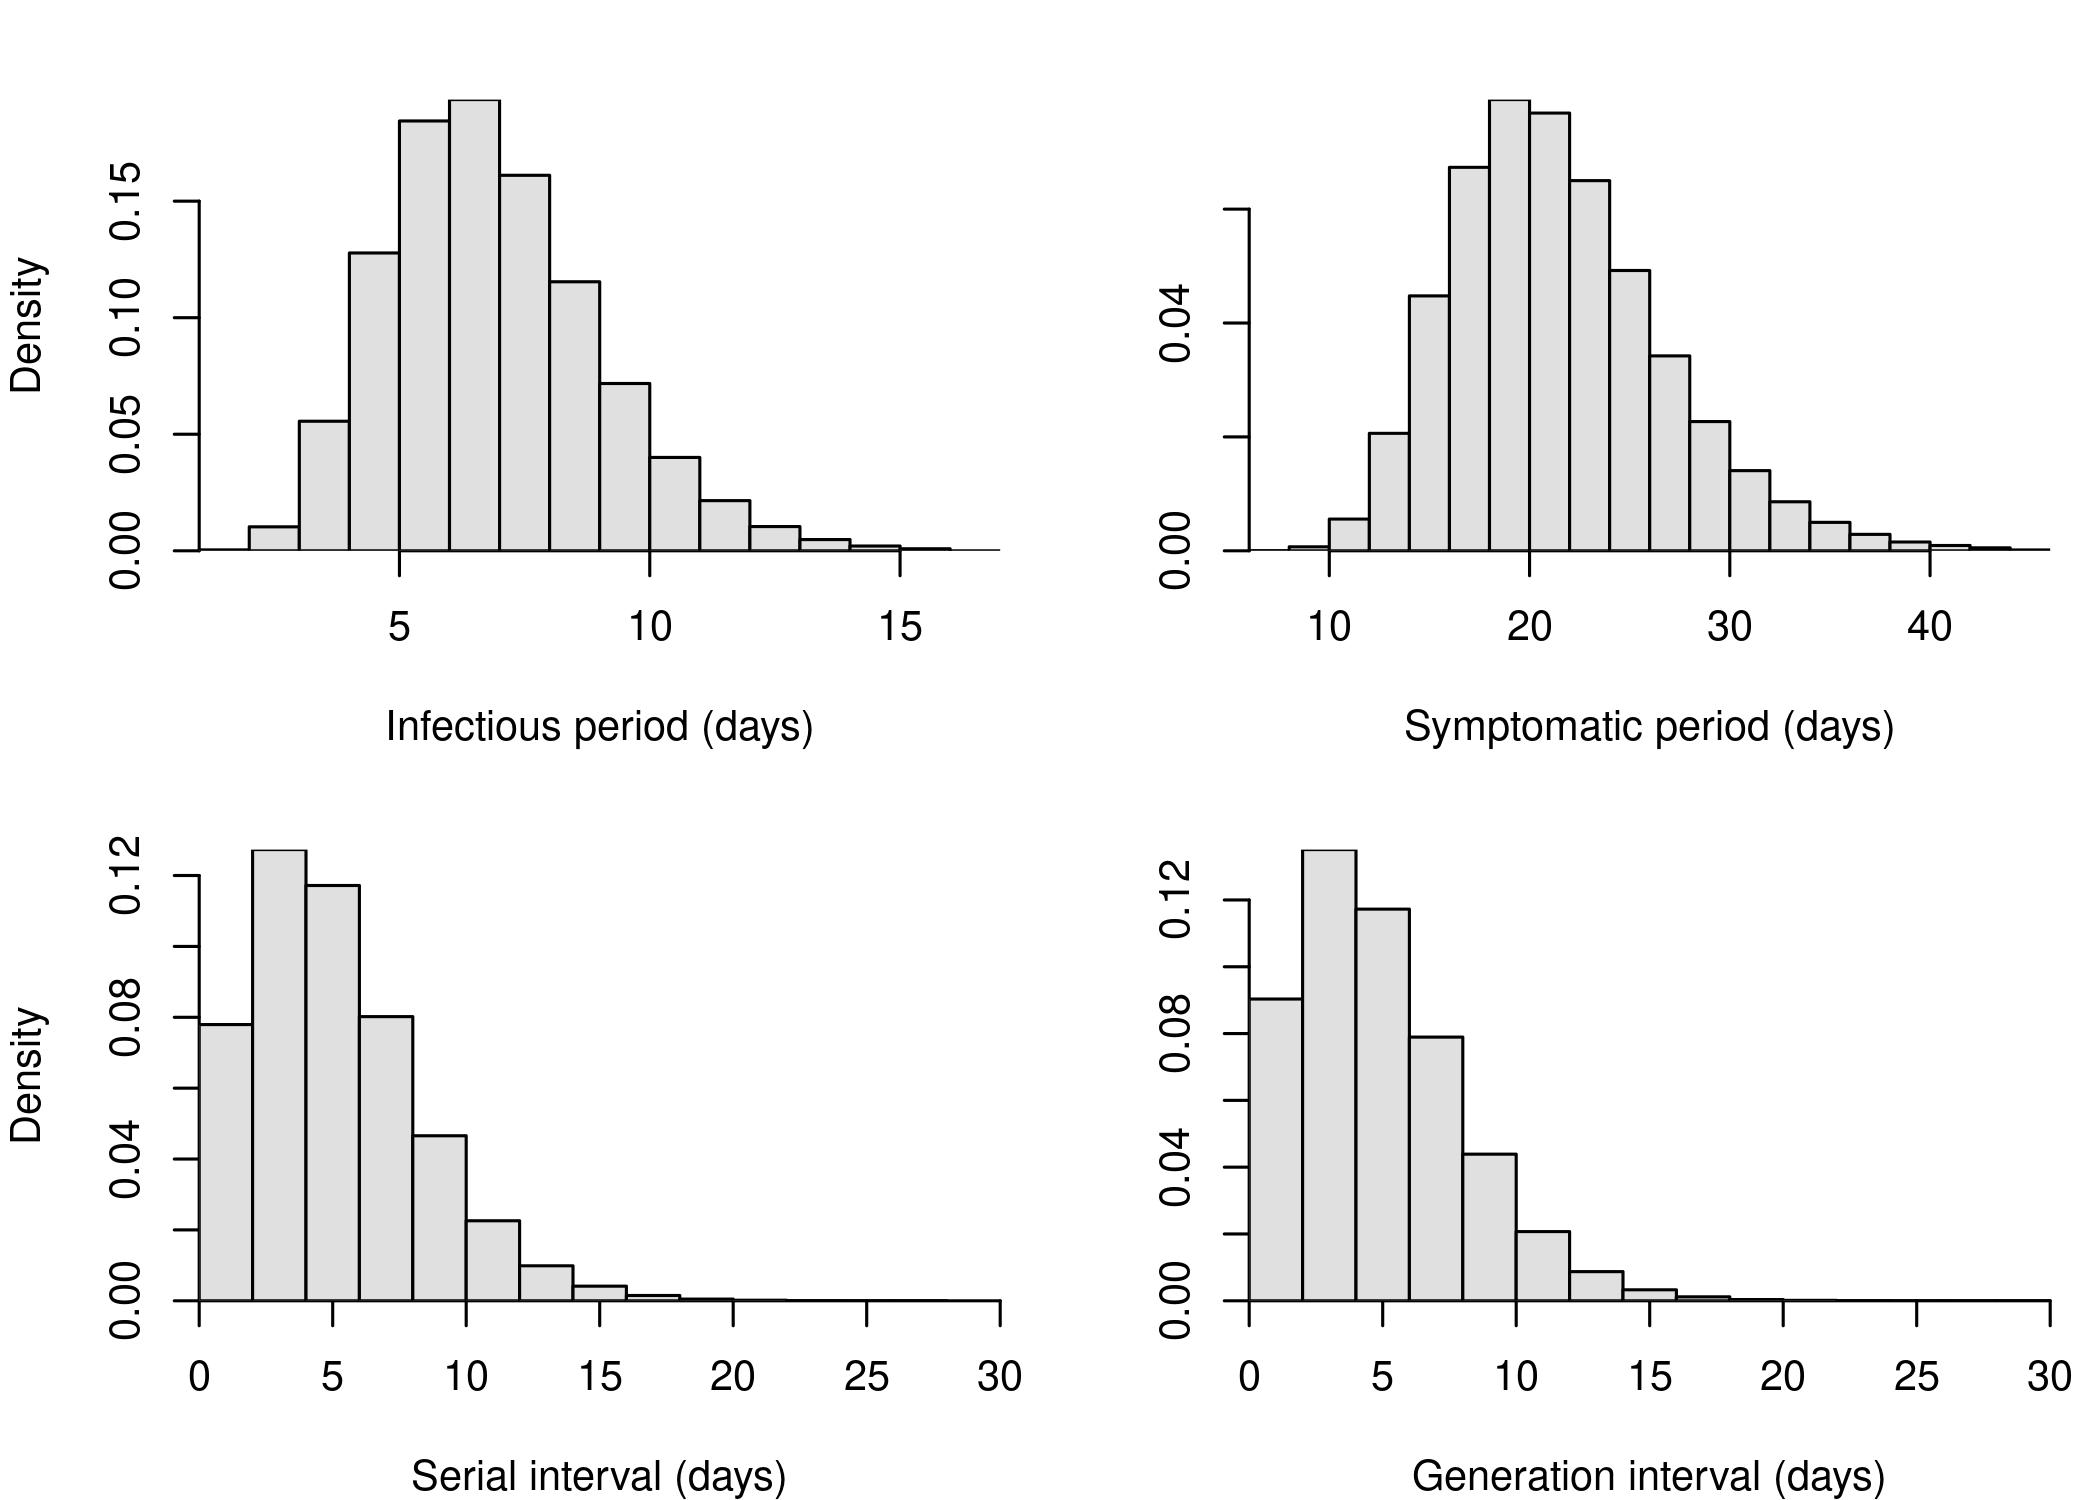 Density
0.00 0.05 0.10 0.15
5 10 15
Infectious period (days)
0.00 0.04
10 20 30 40
Symptomatic period (days)
Density
0.00 0.04 0.08 0.12
0 5 10 15 20 25 30
Serial interval (days)
0.00 0.04 0.08 0.12
0 5 10 15 20 25 30
Generation interval (days)